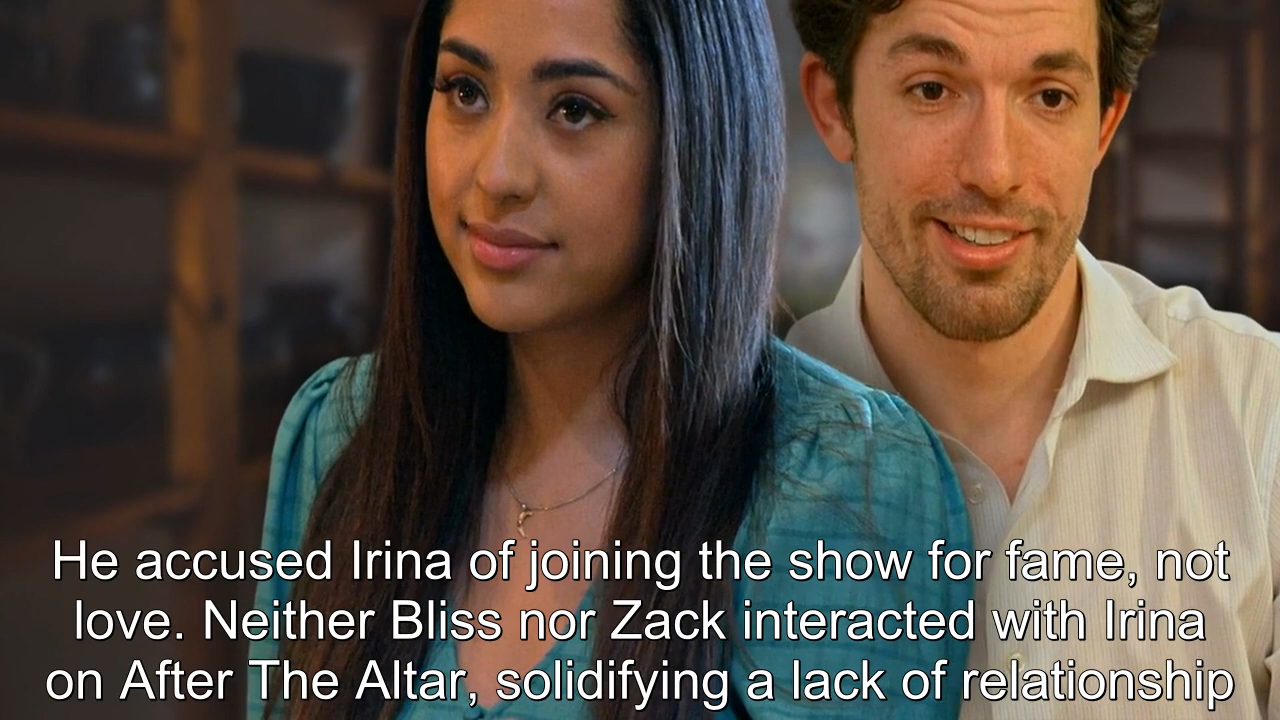 He accused Irina of joining the show for fame, not
love. Neither Bliss nor Zack interacted with Irina
on After The Altar, solidifying a lack of relationship